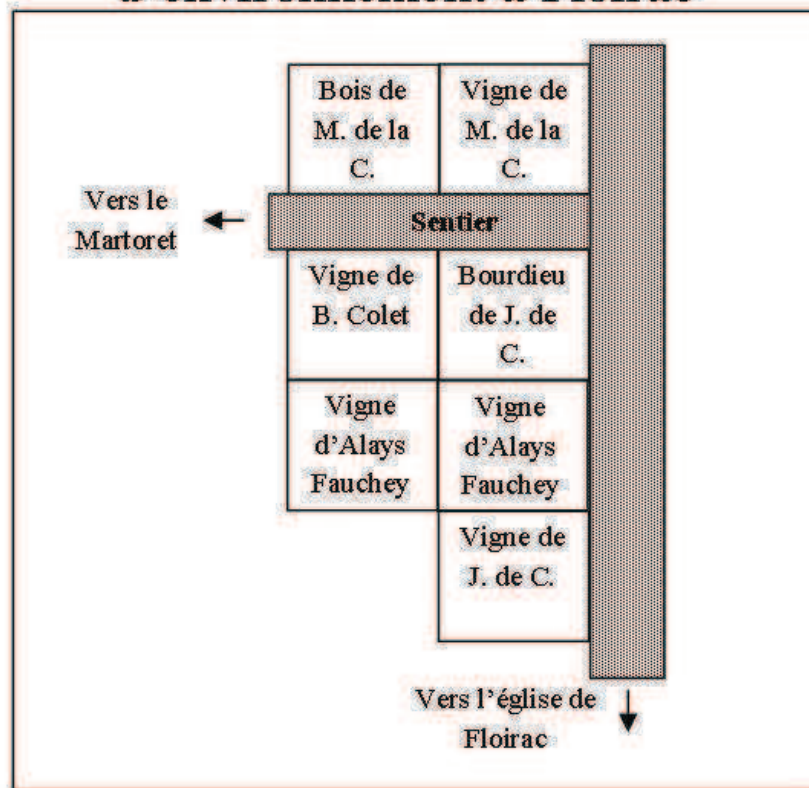 Bois de
M. de la
C.
Vigne de
M. de la
C.
Vers le
Martoret
Sentier
Vigne de
B. Colet
Bourdieu
de J. de
C.
Vigne
d'Alays
Fauchey
Vigne
d'Alays
Fauchey
Vigne de
J. de C.
Vers l'église de
Floirac